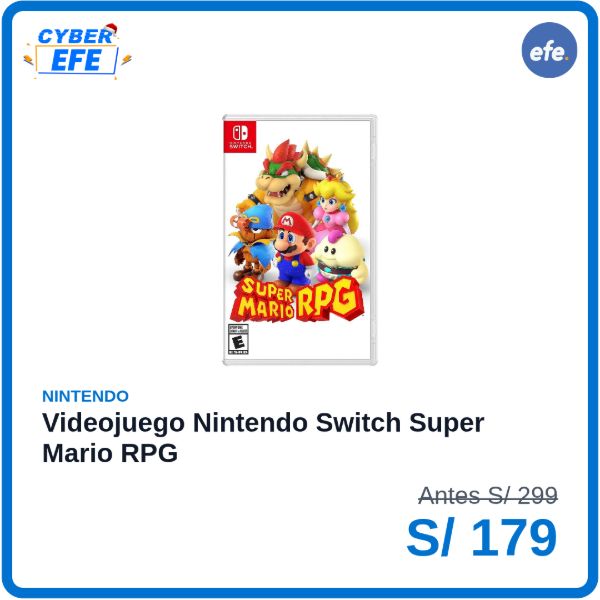 CYBER
EFE
efe.
NINTENDO
SWITCH
SUPER
MARIO RPG
E
NINTENDO
Videojuego Nintendo Switch Super
Mario RPG
Antes S/ 299
S/ 179